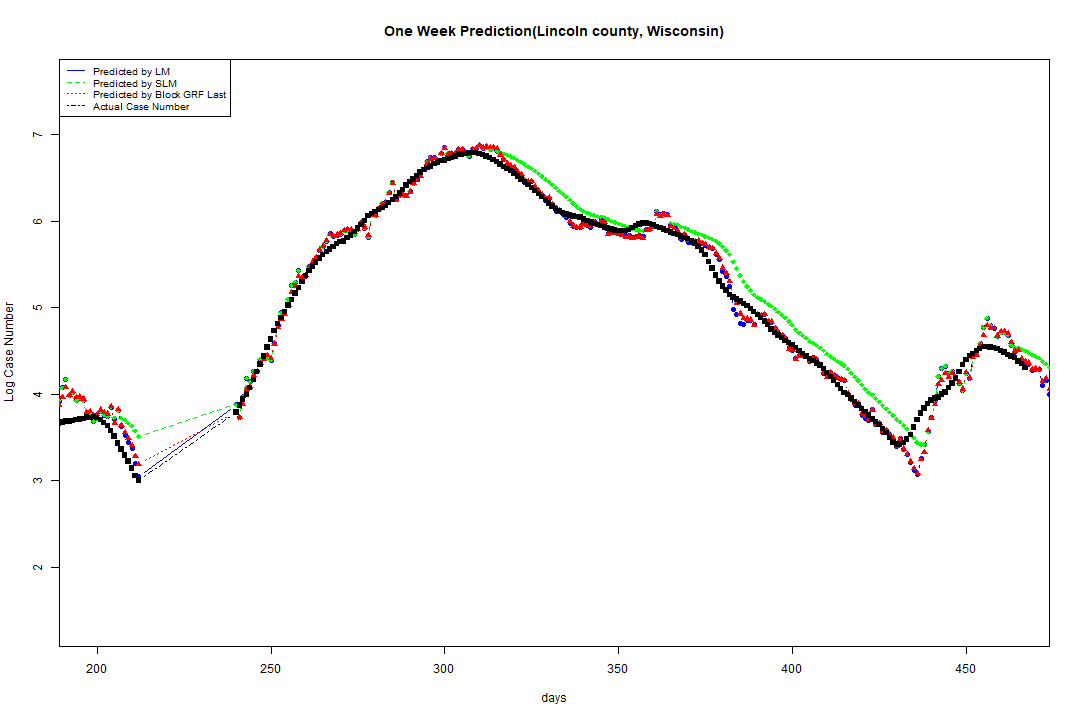 One Week Prediction(Lincoln county, Wisconsin)
Predicted by LM
Predicted by SLM
Predicted by Block GRF Last
Actual Case Number
7
6
5
4
3
2
Log Case Number
200 250 300 350 400 450
days